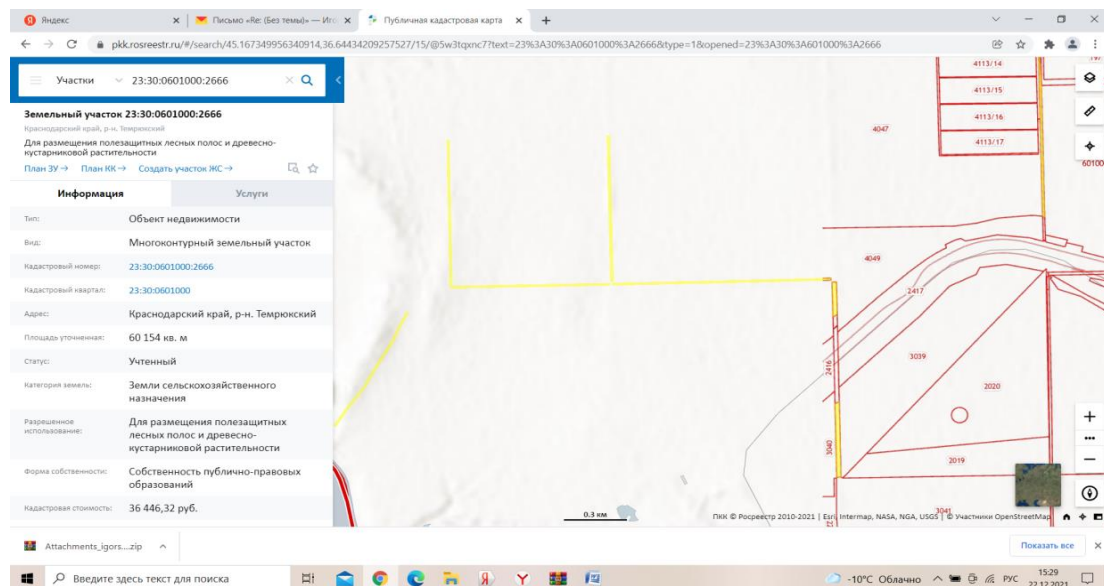 Яндекс
Письмо «Re: (Без темы)» — Иго
Публичная кадастровая карта
pkk.rosreestr.ru/#/search/45.167349956340914,36.64434209257527/15/@5w3tqxnc7?text=23%3A30%3A0601000%3A2666&type=1&opened=23%3A30%3A601000%3A2666
Участки
23:30:0601000:2666
Земельный участок 23:30:0601000:2666
Краснодарский край, р-н. Темрюкский
Для размещения полезащитных лесных полос и древесно-
кустарниковой растительности
План ЗУ → План КК → Создать участок ЖС →
Информация Услуги
Тип: Объект недвижимости
Вид: Многоконтурный земельный участок
Кадастровый номер: 23:30:0601000:2666
Кадастровый квартал: 23:30:0601000
Адрес: Краснодарский край, р-н. Темрюкский
Площадь уточненная: 60 154 кв. м
Статус: Учтенный
Категория земель: Земли сельскохозяйственного
назначения
Разрешенное
использование:
Для размещения полезащитных
лесных полос и древесно-
кустарниковой растительности
Форма собственности: Собственность публично-правовых
образований
Кадастровая стоимость: 36 446,32 руб.
4113/14
4113/15
4113/16
4113/17
4047
60100
4049
2417
2416
3039
2020
3040
2019
3041
0.3 км
ПКК © Росреестр 2010-2021 | Esri, Intermap, NASA, NGA, USGS | © Участники OpenStreetMap
Attachments_igors....zip
Показать все
Введите здесь текст для поиска
-10°C Облачно
РУС
15:29
22.12.2021